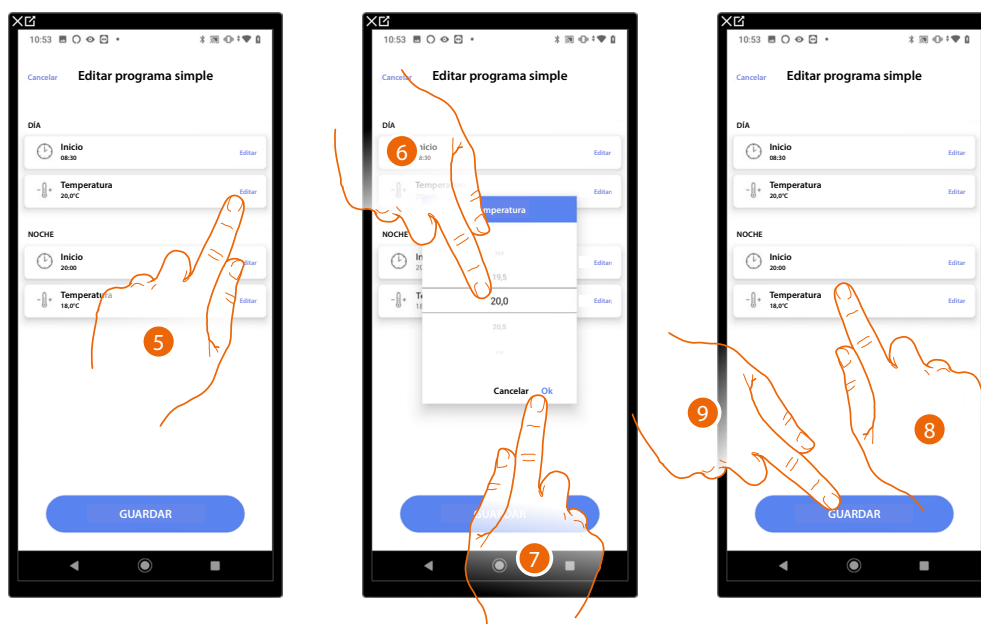 10:53
Cancelar Editar programa simple
DÍA
Inicio
08:30
Editar
Temperatura
20,0°C
Editar
NOCHE
Inicio
20:00
Editar
Temperatura
18,0°C
Editar
5
GUARDAR
10:53
Cancelar Editar programa simple
DÍA
Editar
6
Editar
NOCHE
Editar
Editar
19,5
20,0
20,5
Cancelar Ok
7
10:53
Cancelar Editar programa simple
DÍA
Inicio
08:30
Editar
Temperatura
20,0°C
Editar
NOCHE
Inicio
20:00
Editar
Temperatura
18,0°C
Editar
9
8
GUARDAR